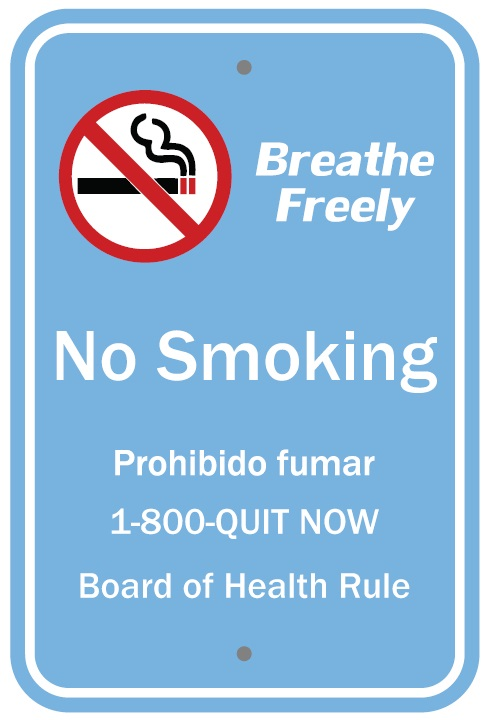 Breathe
Freely
No Smoking
Prohibido fumar
1-800-QUIT NOW
Board of Health Rule